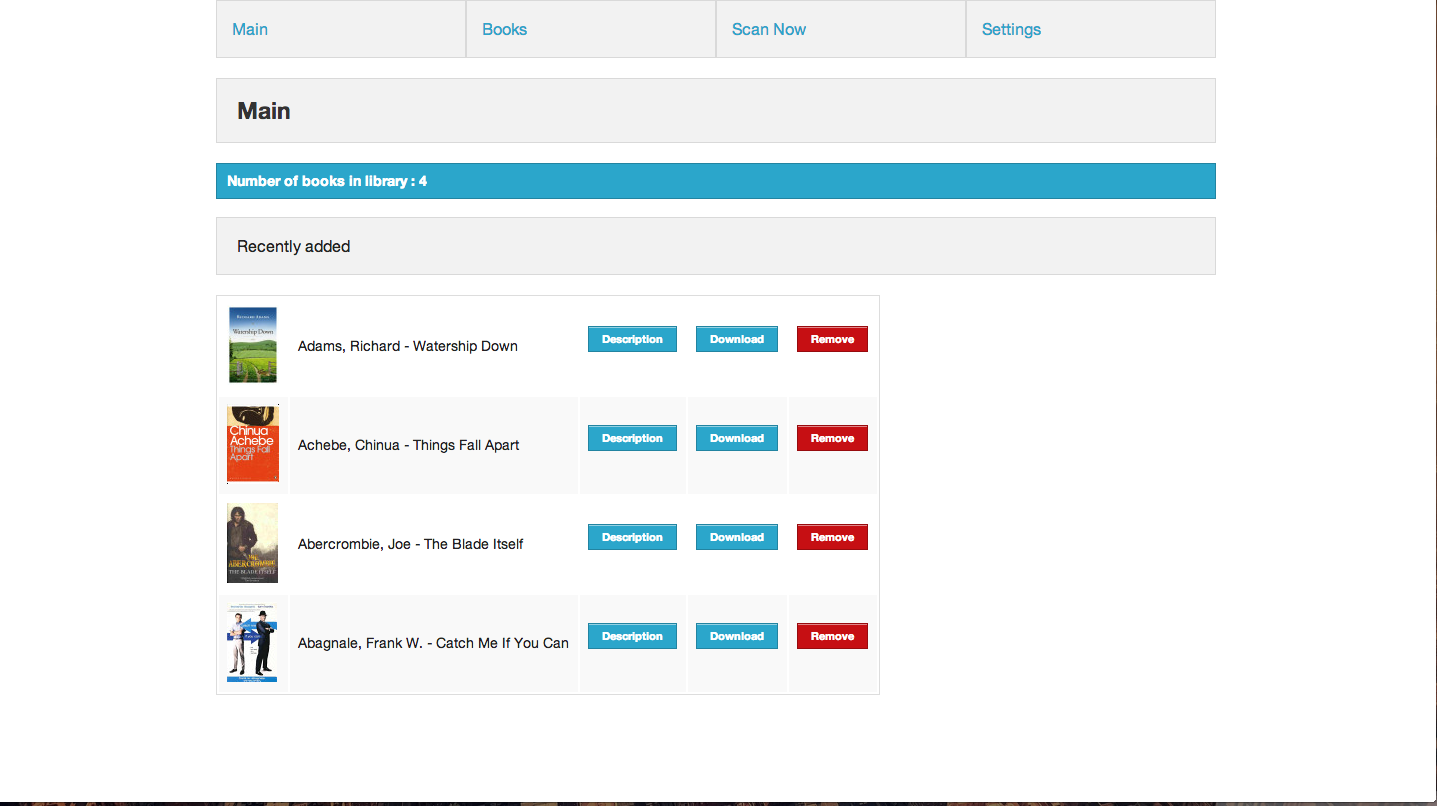 Main Books Scan Now Settings
Main
Number of books in library : 4
Recently added
RICHARD ADAMS
Watership Down
Adams, Richard - Watership Down Description Download Remove
Chinua
Achebe
Things Fall
Apart
Achebe, Chinua - Things Fall Apart Description Download Remove
ABERCROMBIE
THE BLADE ITSELF
Abercrombie, Joe - The Blade Itself Description Download Remove
Abagnale, Frank W. - Catch Me If You Can Description Download Remove